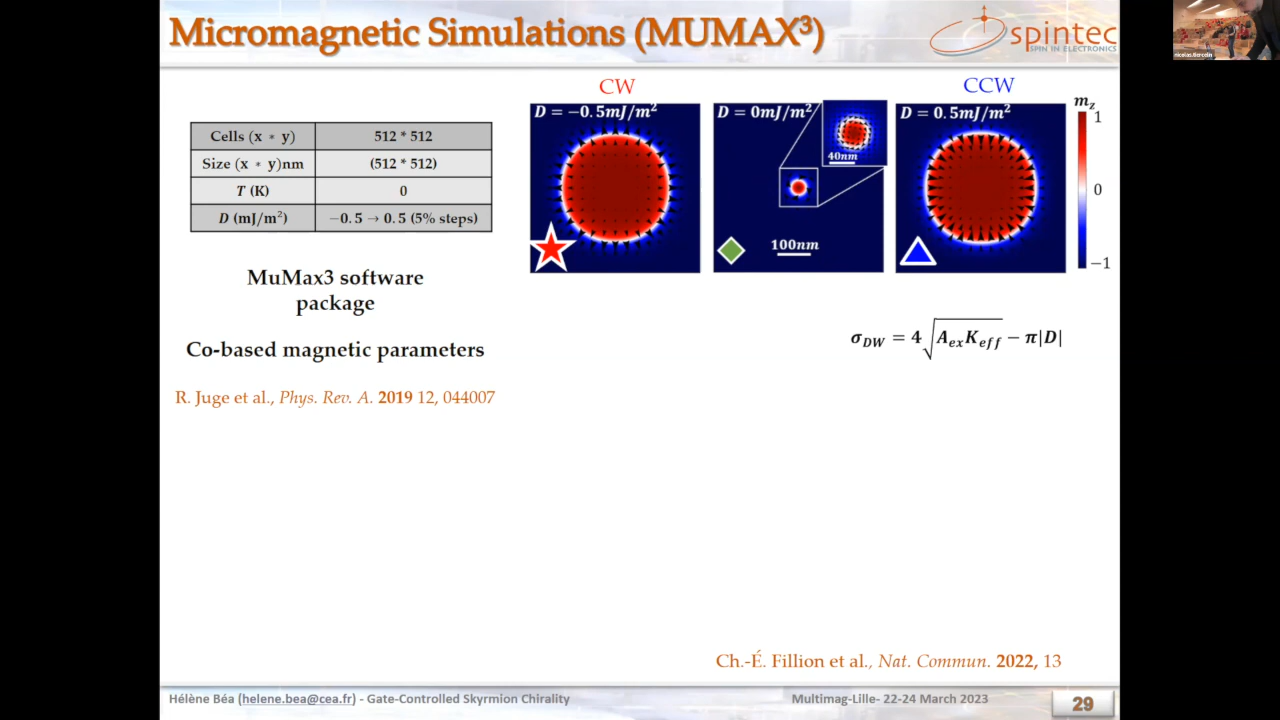 Micromagnetic Simulations (MUMAX³)
spintec
SPIN IN ELECTRONICS
CW
CCW
D = −0.5mJ/m²
D = 0mJ/m²
40nm
100nm
D = 0.5mJ/m²
m_z
1
0
−1
Cells (x * y) 512 * 512
Size (x * y)nm (512 * 512)
T (K) 0
D (mJ/m²) −0.5 → 0.5 (5% steps)
MuMax3 software
package
Co-based magnetic parameters
R. Juge et al., Phys. Rev. A. 2019 12, 044007
σ_DW = 4√(A_ex K_eff) − π|D|
Ch.-É. Fillion et al., Nat. Commun. 2022, 13
Hélène Béa (helene.bea@cea.fr) - Gate-Controlled Skyrmion Chirality
Multimag-Lille- 22-24 March 2023
29